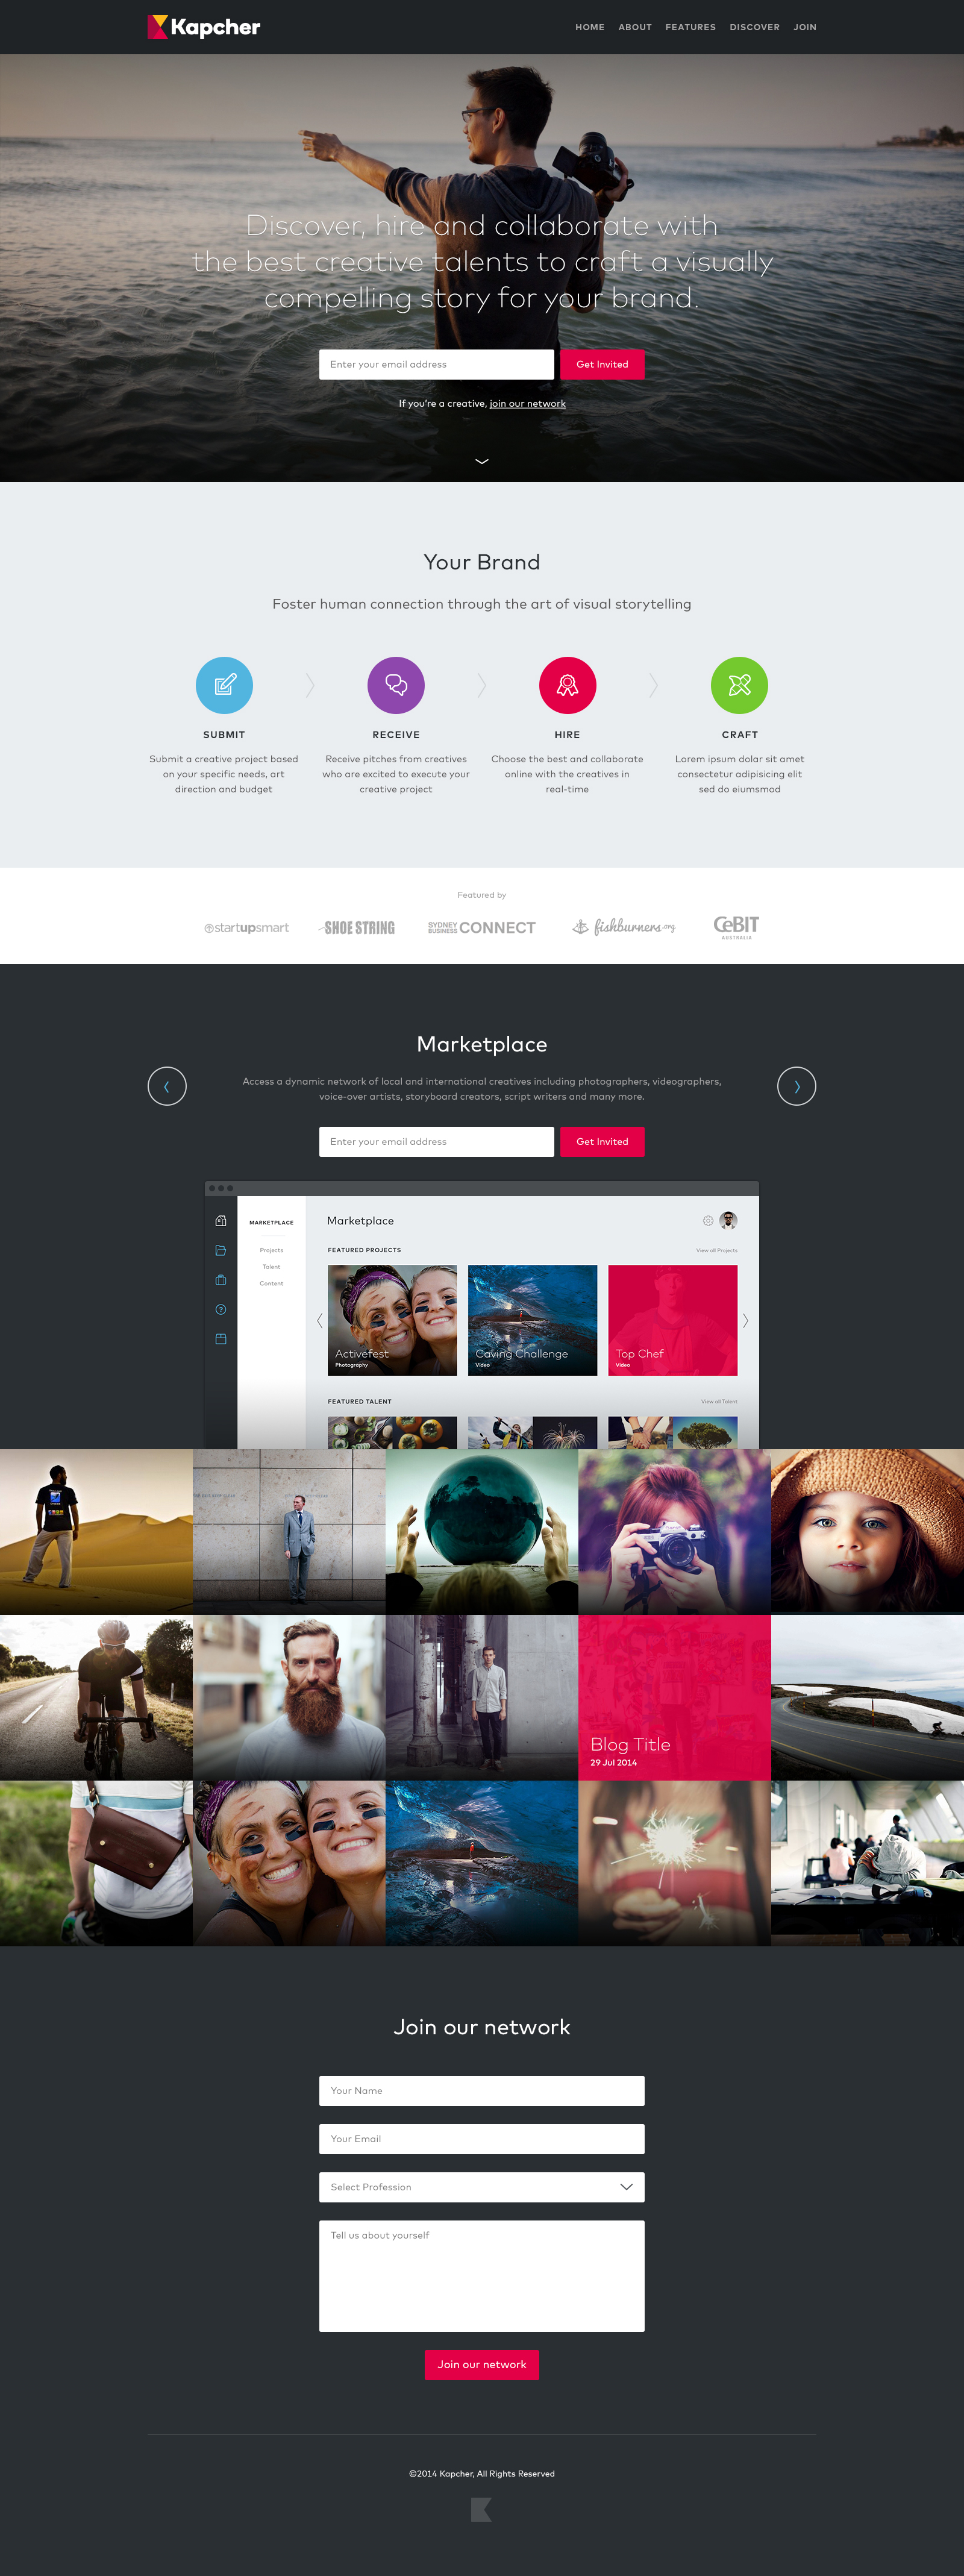 Kapcher
HOME ABOUT FEATURES DISCOVER JOIN
Discover, hire and collaborate with
the best creative talents to craft a visually
compelling story for your brand.
Enter your email address
Get Invited
If you're a creative, join our network
Your Brand
Foster human connection through the art of visual storytelling
SUBMIT
Submit a creative project based
on your specific needs, art
direction and budget
RECEIVE
Receive pitches from creatives
who are excited to execute your
creative project
HIRE
Choose the best and collaborate
online with the creatives in
real-time
CRAFT
Lorem ipsum dolar sit amet
consectetur adipisicing elit
sed do eiumsmod
Featured by
startupsmart
SHOE STRING
SYDNEY
BUSINESS CONNECT
fishburners.org
CeBIT
AUSTRALIA
Marketplace
Access a dynamic network of local and international creatives including photographers, videographers,
voice-over artists, storyboard creators, script writers and many more.
Enter your email address
Get Invited
MARKETPLACE
Projects
Talent
Content
Marketplace
FEATURED PROJECTS
View all Projects
Activefest
Photography
Caving Challenge
Video
Top Chef
Video
FEATURED TALENT
View all Talent
Blog Title
29 Jul 2014
Join our network
Your Name
Your Email
Select Profession
Tell us about yourself
Join our network
©2014 Kapcher, All Rights Reserved